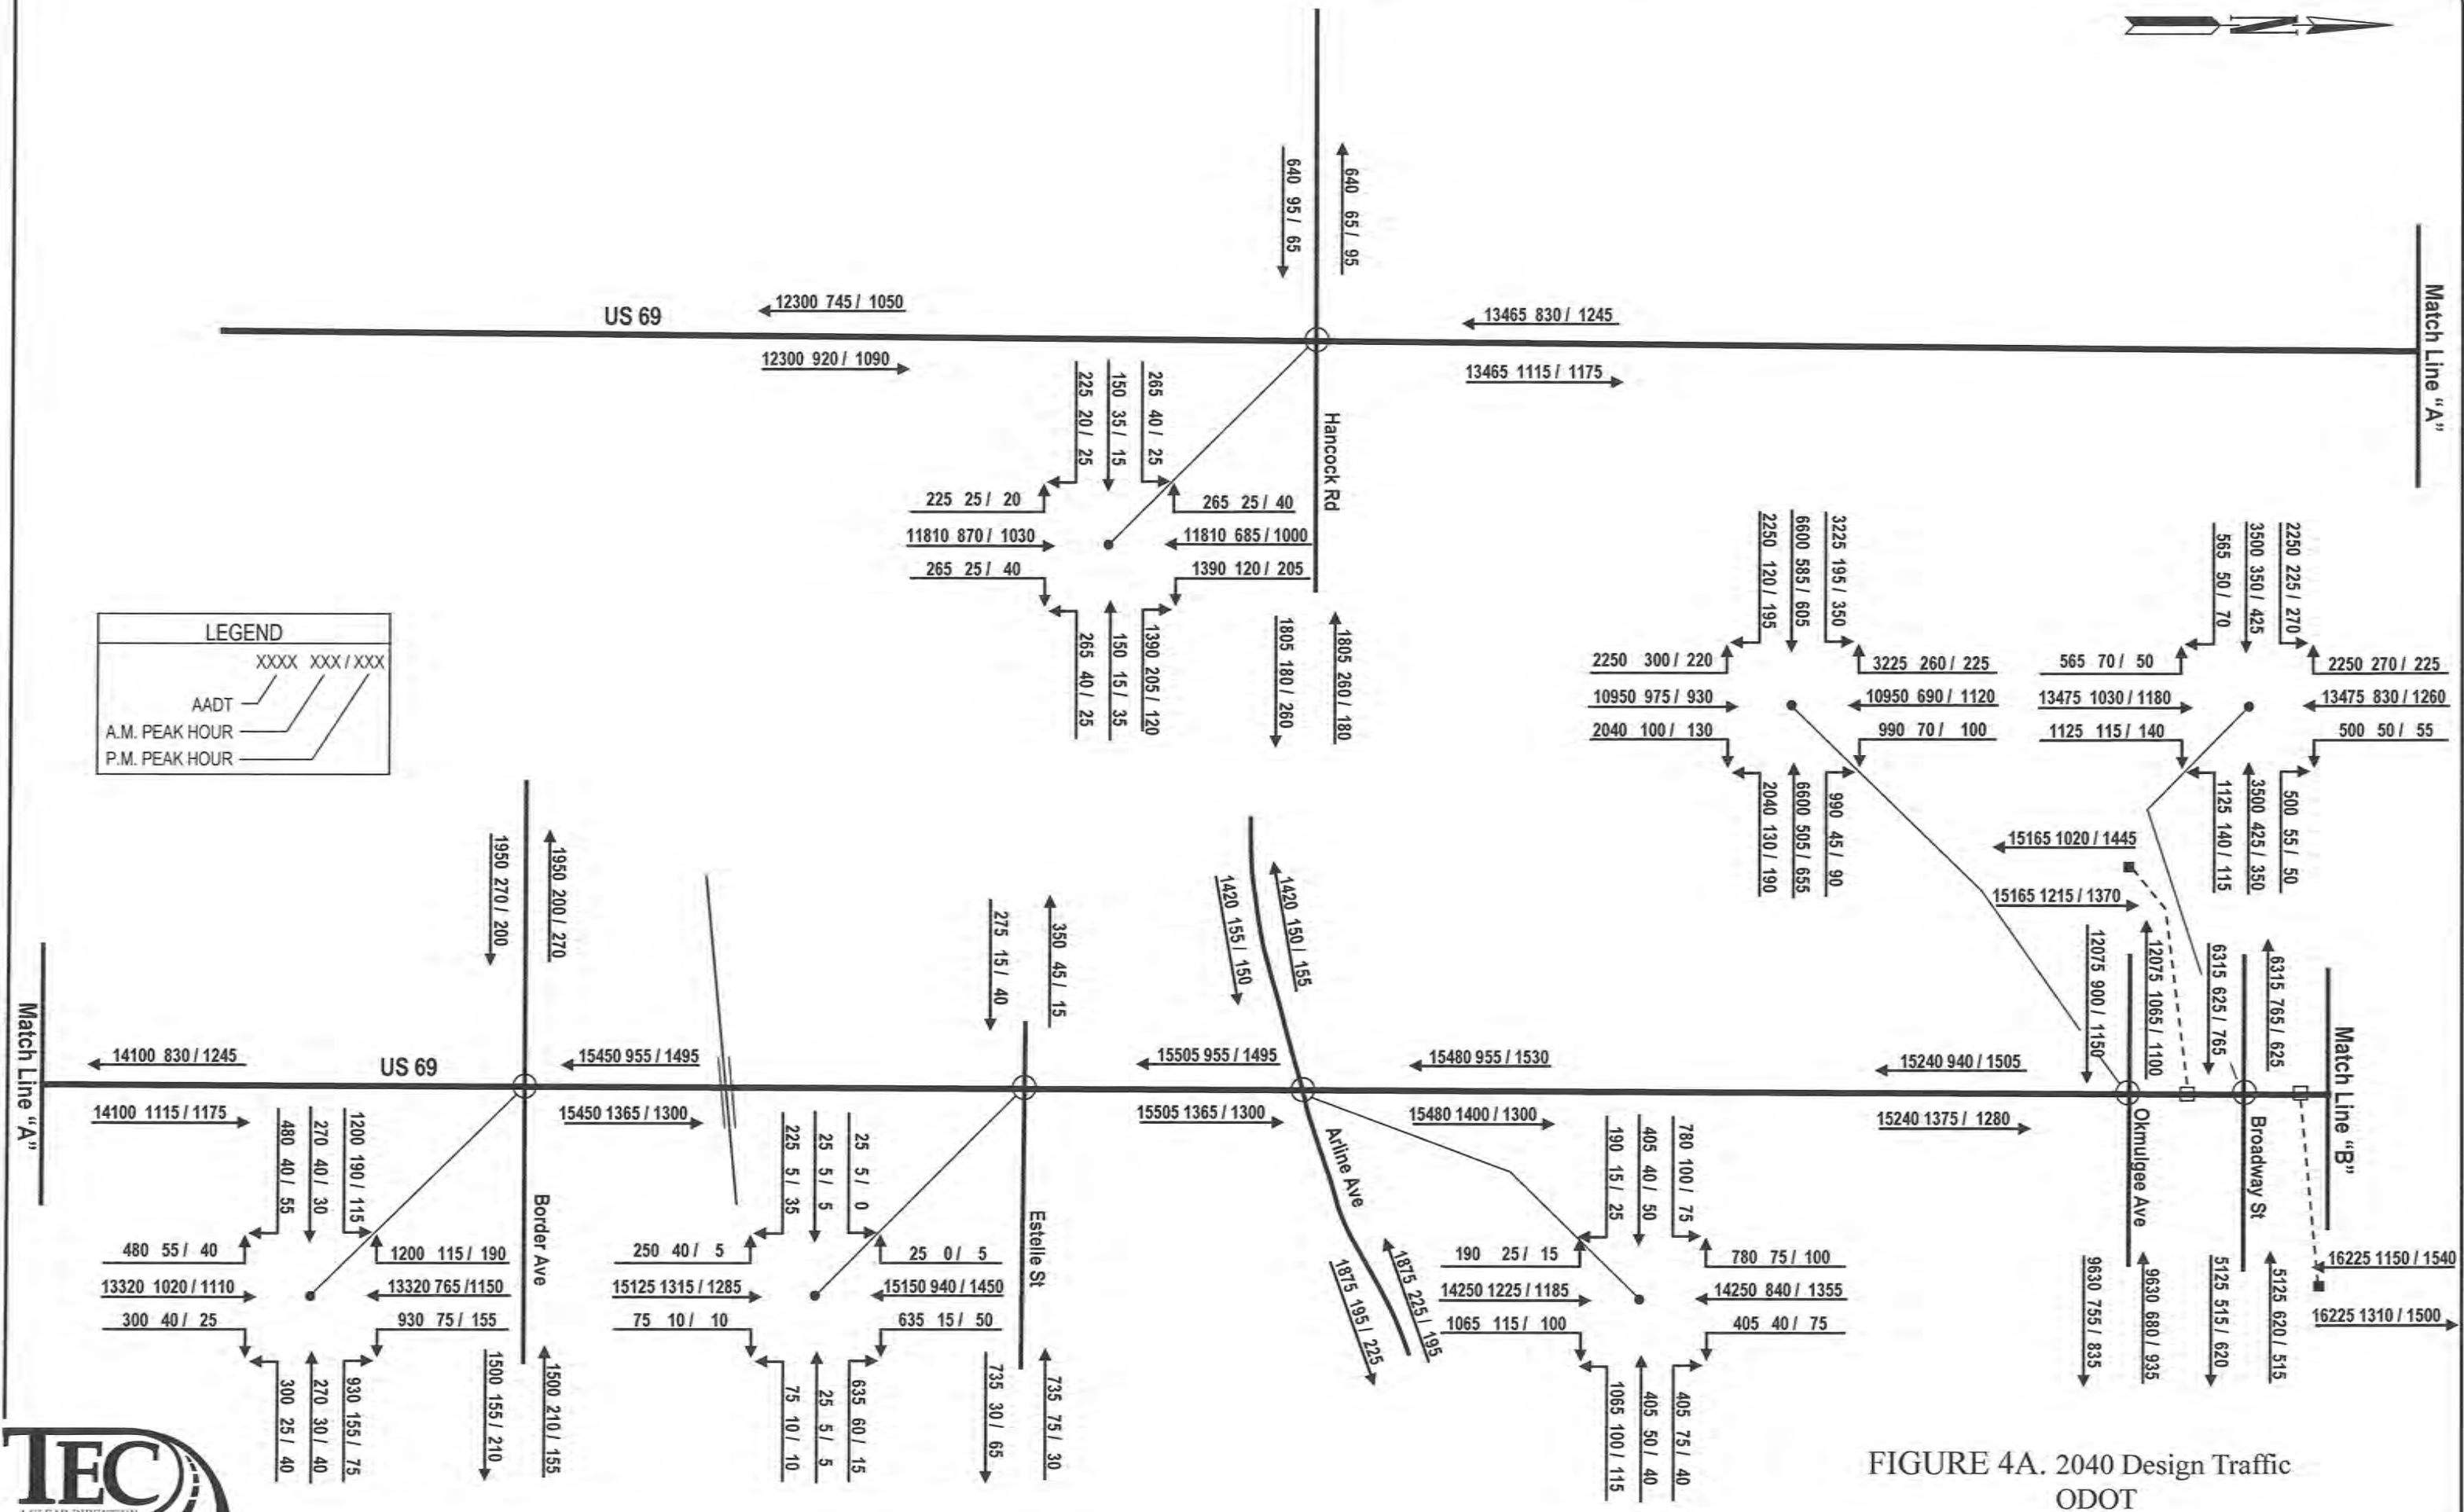 Match Line "A"
640 95 / 65
640 65 / 95
US 69
12300 745 / 1050
12300 920 / 1090
13465 830 / 1245
13465 1115 / 1175
Hancock Rd
225 20 / 25
150 35 / 15
265 40 / 25
225 25 / 20
265 25 / 40
11810 870 / 1030
11810 685 / 1000
265 25 / 40
1390 120 / 205
265 40 / 25
150 15 / 35
1390 205 / 120
1805 180 / 260
1805 260 / 180
LEGEND
XXXX XXX / XXX
AADT
A.M. PEAK HOUR
P.M. PEAK HOUR
2250 120 / 195
6600 585 / 605
3225 195 / 350
2250 300 / 220
3225 260 / 225
10950 975 / 930
10950 690 / 1120
2040 100 / 130
990 70 / 100
2040 130 / 190
6600 505 / 655
990 45 / 90
565 50 / 70
3500 350 / 425
2250 225 / 270
565 70 / 50
2250 270 / 225
13475 1030 / 1180
13475 830 / 1260
1125 115 / 140
500 50 / 55
1125 140 / 115
3500 425 / 350
500 55 / 50
15165 1020 / 1445
15165 1215 / 1370
Match Line "A"
14100 830 / 1245
14100 1115 / 1175
US 69
1950 270 / 200
1950 200 / 270
Border Ave
15450 955 / 1495
15450 1365 / 1300
480 40 / 55
270 40 / 30
1200 190 / 115
480 55 / 40
1200 115 / 190
13320 1020 / 1110
13320 765 / 1150
300 40 / 25
930 75 / 155
300 25 / 40
270 30 / 40
930 155 / 75
1500 155 / 210
1500 210 / 155
275 15 / 40
350 45 / 15
Estelle St
225 5 / 35
25 5 / 5
25 5 / 0
250 40 / 5
25 0 / 5
15125 1315 / 1285
15150 940 / 1450
75 10 / 10
635 15 / 50
75 10 / 10
25 5 / 5
635 60 / 15
735 30 / 65
735 75 / 30
15505 955 / 1495
15505 1365 / 1300
1420 155 / 150
1420 150 / 155
Arline Ave
15480 955 / 1530
15480 1400 / 1300
1875 195 / 225
1875 225 / 195
190 15 / 25
405 40 / 50
780 100 / 75
190 25 / 15
780 75 / 100
14250 1225 / 1185
14250 840 / 1355
1065 115 / 100
405 40 / 75
1065 100 / 115
405 50 / 40
405 75 / 40
15240 940 / 1505
15240 1375 / 1280
12075 900 / 1150
12075 1065 / 1100
Okmulgee Ave
9630 755 / 835
9630 680 / 935
6315 625 / 765
6315 765 / 625
Broadway St
5125 515 / 620
5125 620 / 515
Match Line "B"
16225 1150 / 1540
16225 1310 / 1500
TEC
FIGURE 4A. 2040 Design Traffic
ODOT